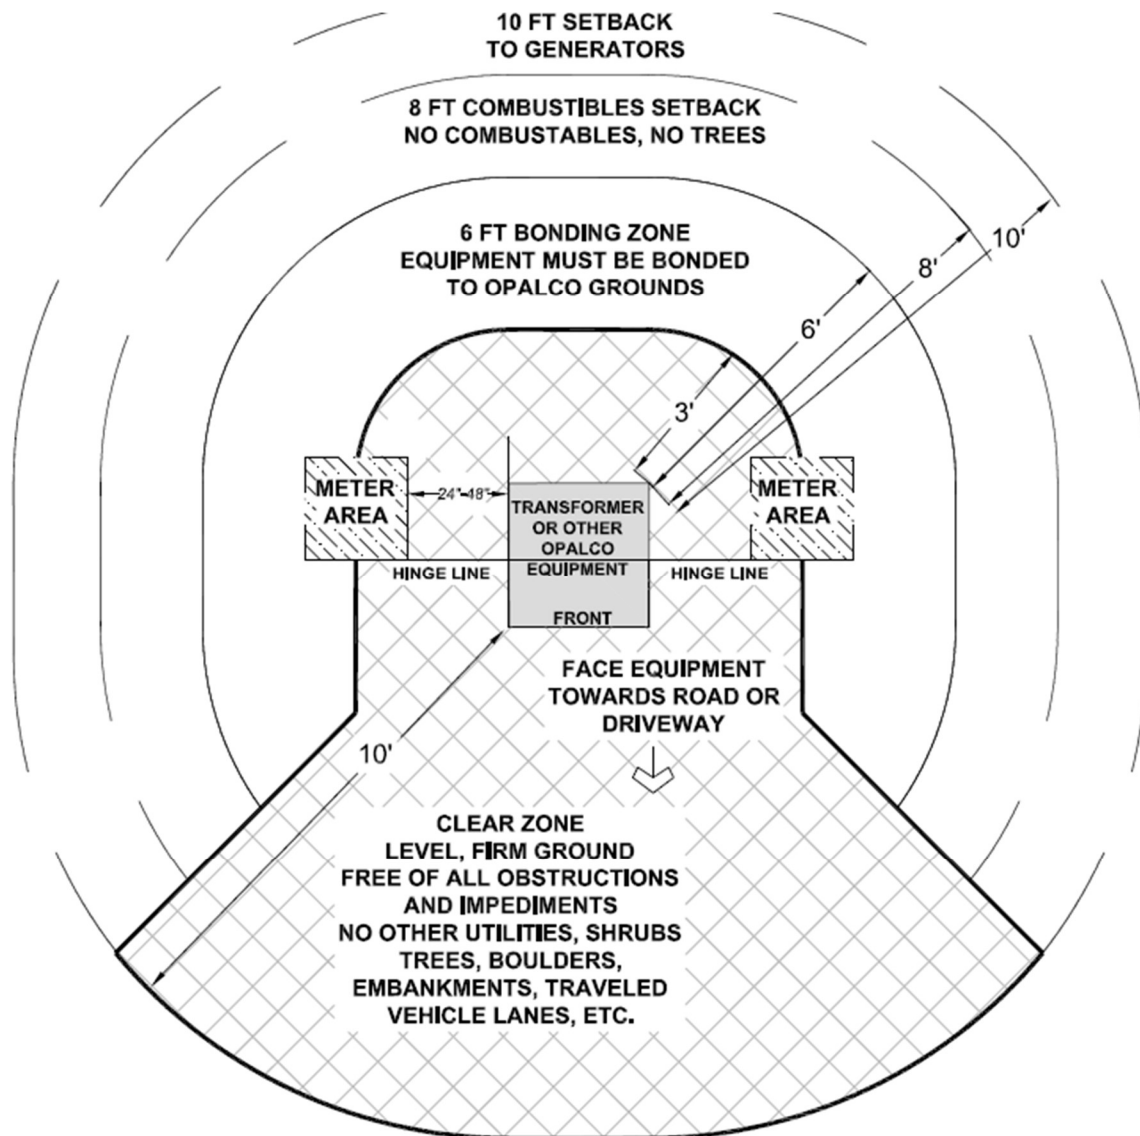 10 FT SETBACK
TO GENERATORS
8 FT COMBUSTIBLES SETBACK
NO COMBUSTABLES, NO TREES
6 FT BONDING ZONE
EQUIPMENT MUST BE BONDED
TO OPALCO GROUNDS
10'
8'
6'
3'
METER
AREA
24"-48"
TRANSFORMER
OR OTHER
OPALCO
EQUIPMENT
METER
AREA
HINGE LINE
HINGE LINE
FRONT
FACE EQUIPMENT
TOWARDS ROAD OR
DRIVEWAY
10'
CLEAR ZONE
LEVEL, FIRM GROUND
FREE OF ALL OBSTRUCTIONS
AND IMPEDIMENTS
NO OTHER UTILITIES, SHRUBS
TREES, BOULDERS,
EMBANKMENTS, TRAVELED
VEHICLE LANES, ETC.